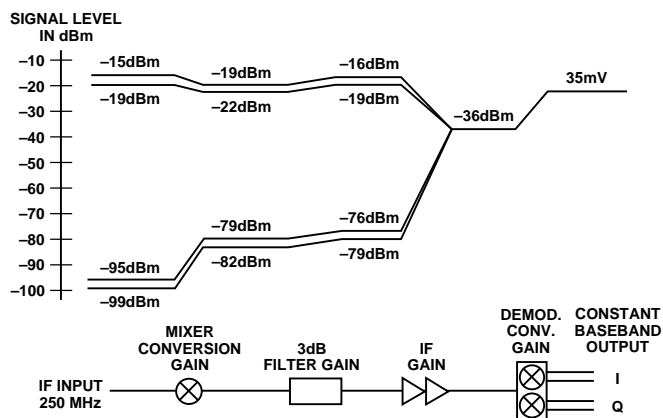 SIGNAL LEVEL
IN dBm
–10
–20
–30
–40
–50
–60
–70
–80
–90
–100
–15dBm
–19dBm
–16dBm
–19dBm
–22dBm
–19dBm
–36dBm
35mV
–79dBm
–76dBm
–95dBm
–82dBm
–79dBm
–99dBm
MIXER
CONVERSION
GAIN
3dB
FILTER GAIN
IF
GAIN
DEMOD.
CONV.
GAIN
CONSTANT
BASEBAND
OUTPUT
IF INPUT
250 MHz
I
Q